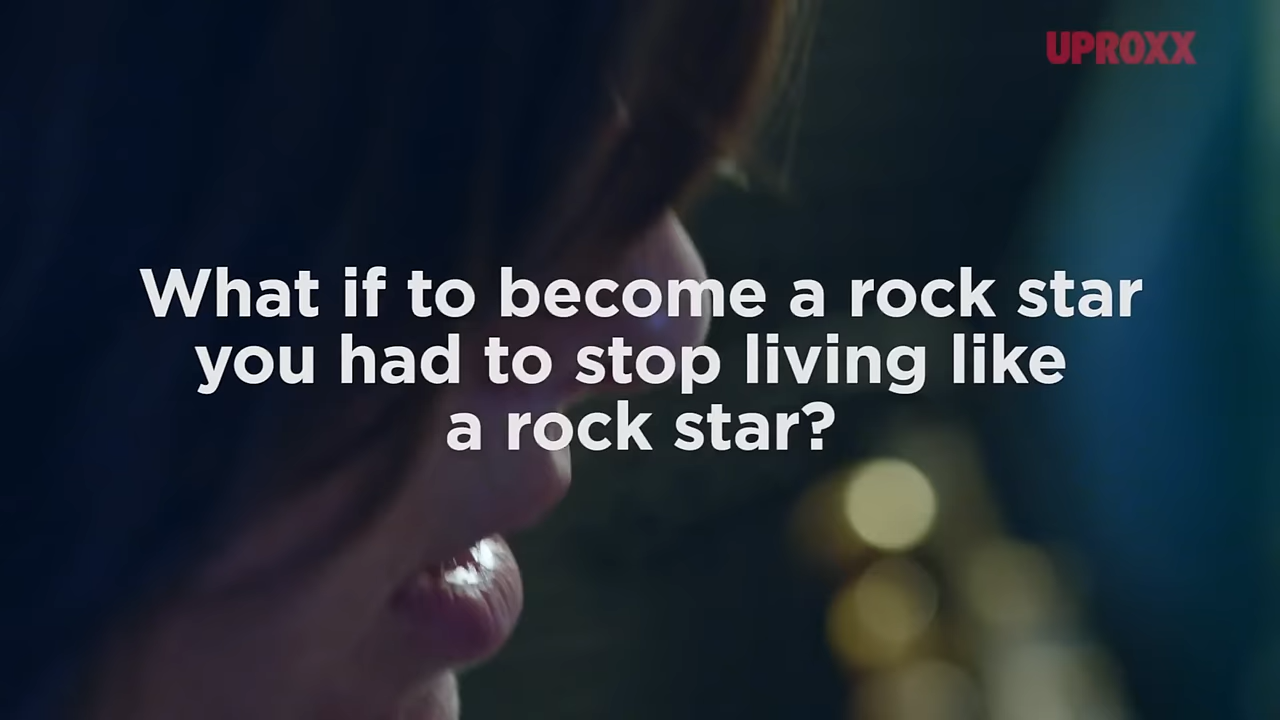 UPROXX
What if to become a rock star
you had to stop living like
a rock star?